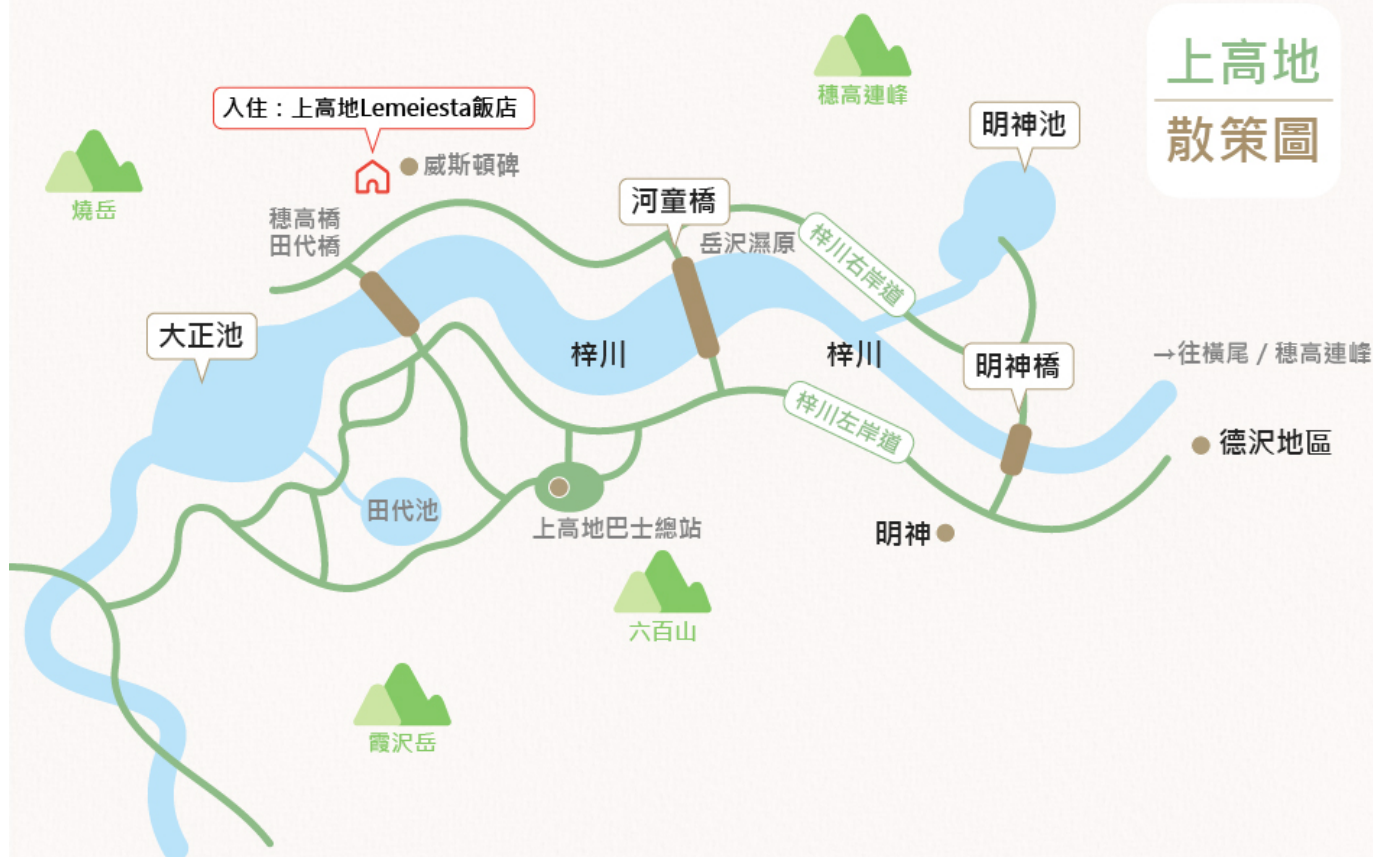 上高地
散策圖
穗高連峰
入住：上高地Lemeiesta飯店
明神池
燒岳
威斯頓碑
河童橋
穗高橋
田代橋
岳沢濕原
梓川右岸道
大正池
梓川
梓川
明神橋
→往橫尾 / 穗高連峰
梓川左岸道
德沢地區
田代池
上高地巴士總站
明神
六百山
霞沢岳